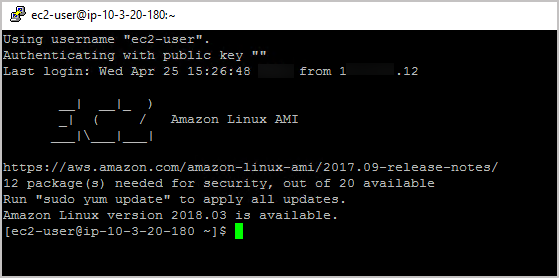 ec2-user@ip-10-3-20-180:~
Using username "ec2-user".
Authenticating with public key ""
Last login: Wed Apr 25 15:26:48 from 1 .12
__|  __|_  )
_|  (     /   Amazon Linux AMI
___|\___|___|
https://aws.amazon.com/amazon-linux-ami/2017.09-release-notes/
12 package(s) needed for security, out of 20 available
Run "sudo yum update" to apply all updates.
Amazon Linux version 2018.03 is available.
[ec2-user@ip-10-3-20-180 ~]$